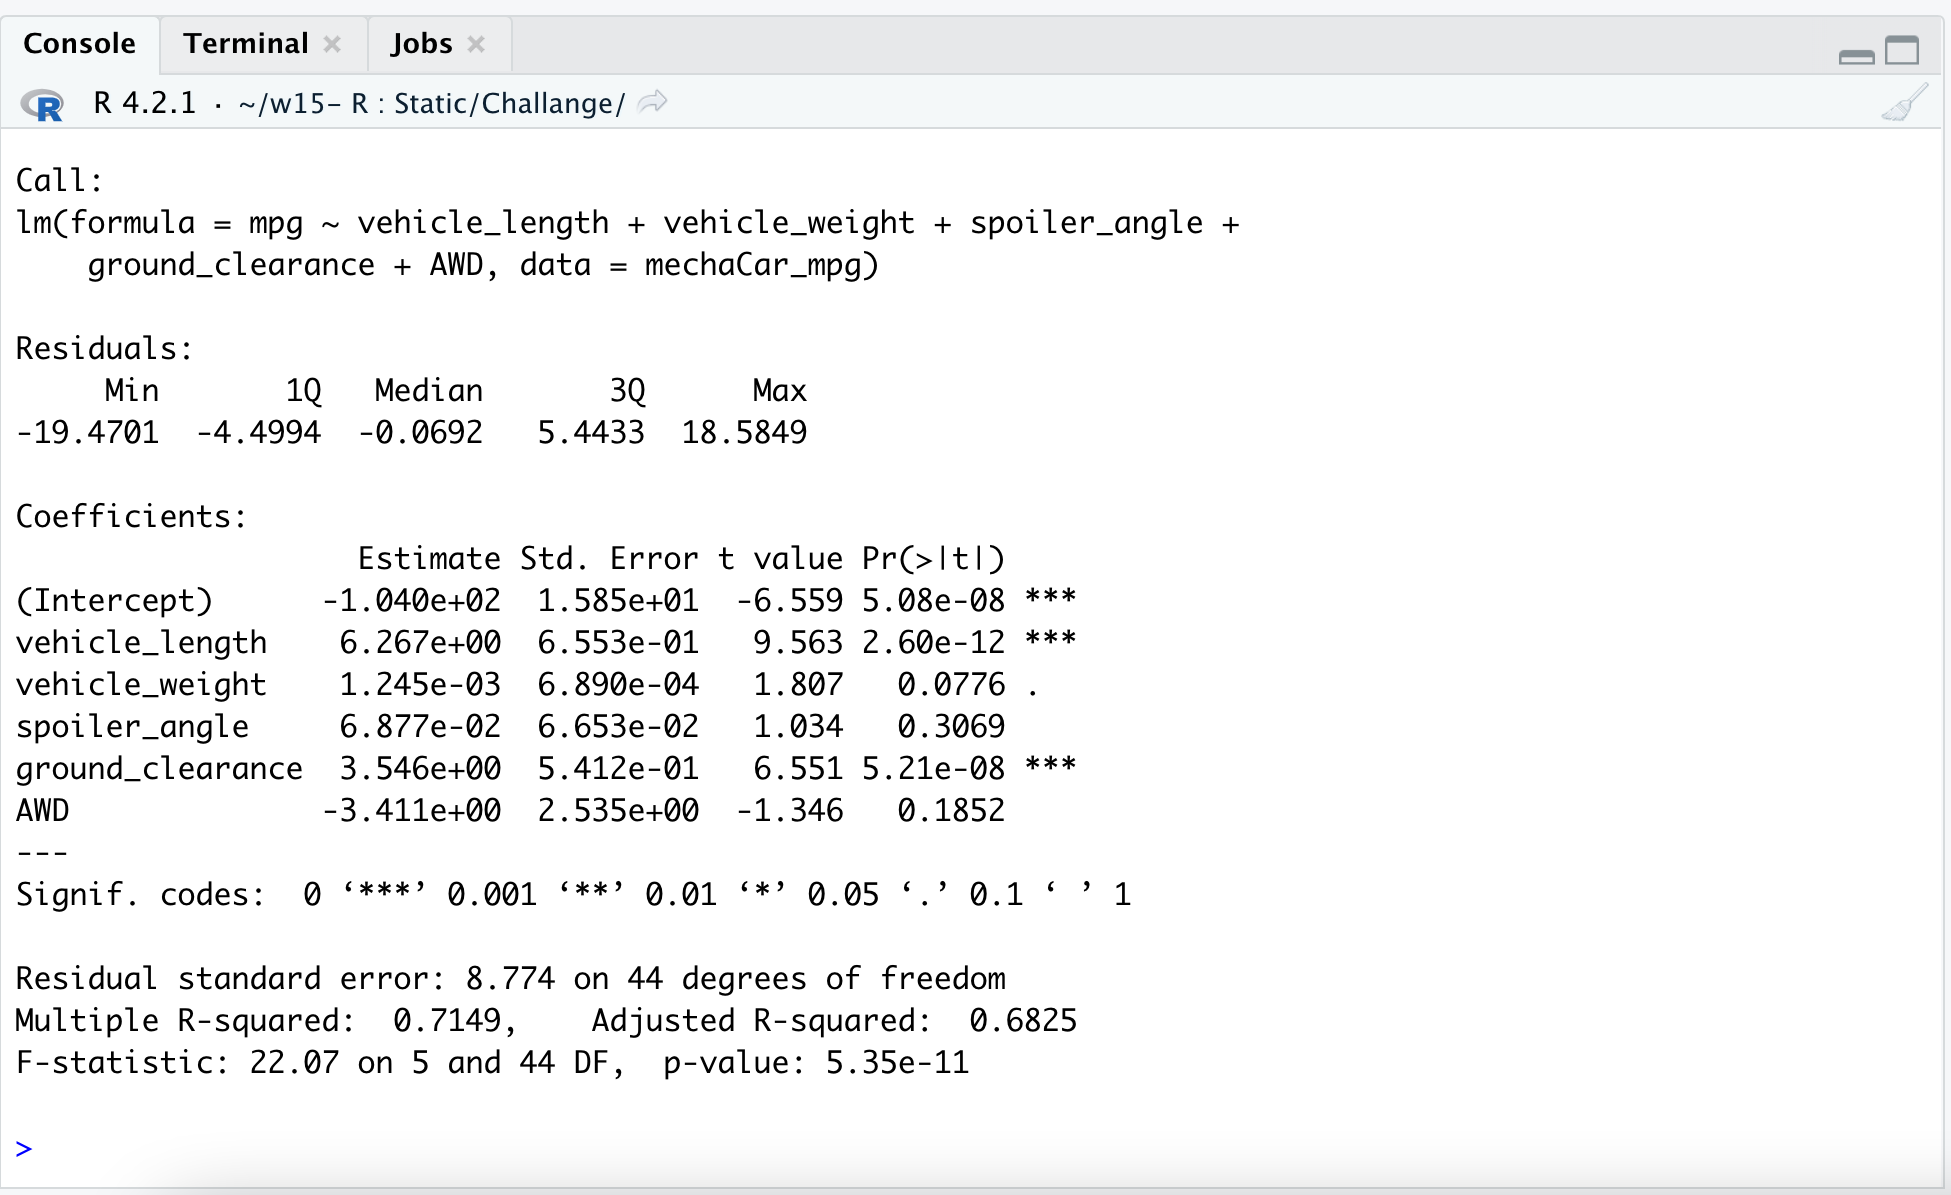 Console Terminal Jobs
R R 4.2.1 · ~/w15- R : Static/Challange/
Call:
lm(formula = mpg ~ vehicle_length + vehicle_weight + spoiler_angle +
    ground_clearance + AWD, data = mechaCar_mpg)
Residuals:
     Min       1Q   Median       3Q      Max
-19.4701  -4.4994  -0.0692   5.4433  18.5849
Coefficients:
                   Estimate Std. Error t value Pr(>|t|)
(Intercept)      -1.040e+02  1.585e+01  -6.559 5.08e-08 ***
vehicle_length    6.267e+00  6.553e-01   9.563 2.60e-12 ***
vehicle_weight    1.245e-03  6.890e-04   1.807   0.0776 .
spoiler_angle     6.877e-02  6.653e-02   1.034   0.3069
ground_clearance  3.546e+00  5.412e-01   6.551 5.21e-08 ***
AWD              -3.411e+00  2.535e+00  -1.346   0.1852
---
Signif. codes:  0 ‘***’ 0.001 ‘**’ 0.01 ‘*’ 0.05 ‘.’ 0.1 ‘ ’ 1
Residual standard error: 8.774 on 44 degrees of freedom
Multiple R-squared:  0.7149,    Adjusted R-squared:  0.6825
F-statistic: 22.07 on 5 and 44 DF,  p-value: 5.35e-11
>